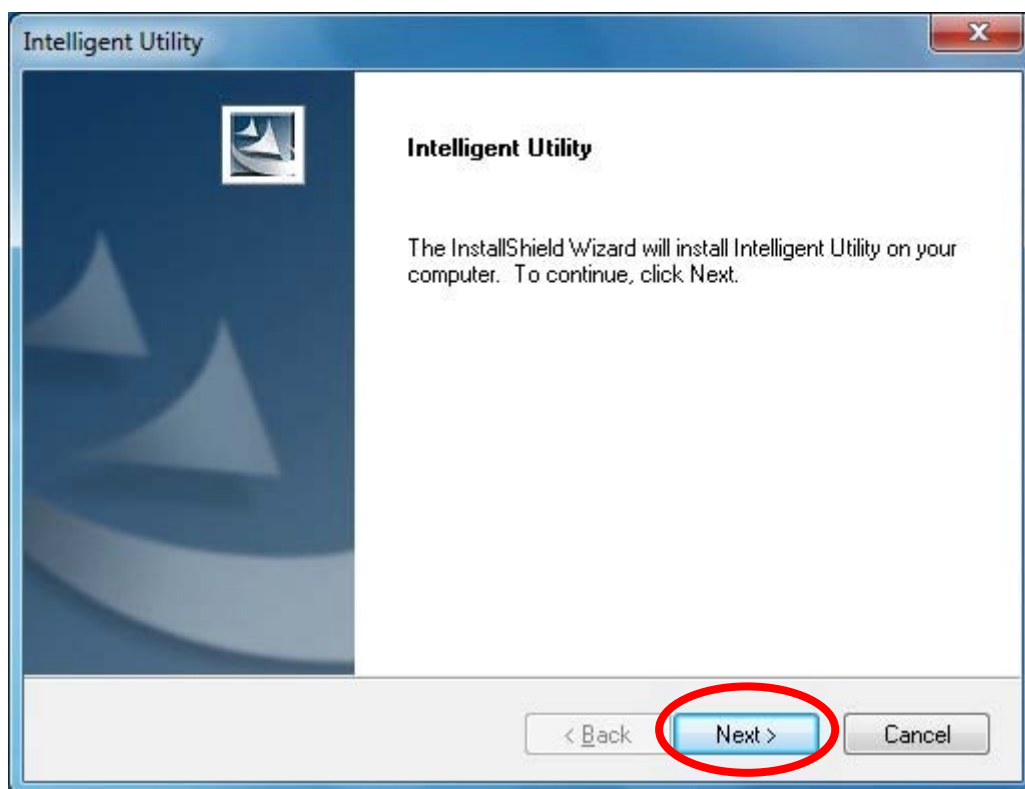 Intelligent Utility
X
Intelligent Utility
The InstallShield Wizard will install Intelligent Utility on your
computer.  To continue, click Next.
< Back
Next >
Cancel